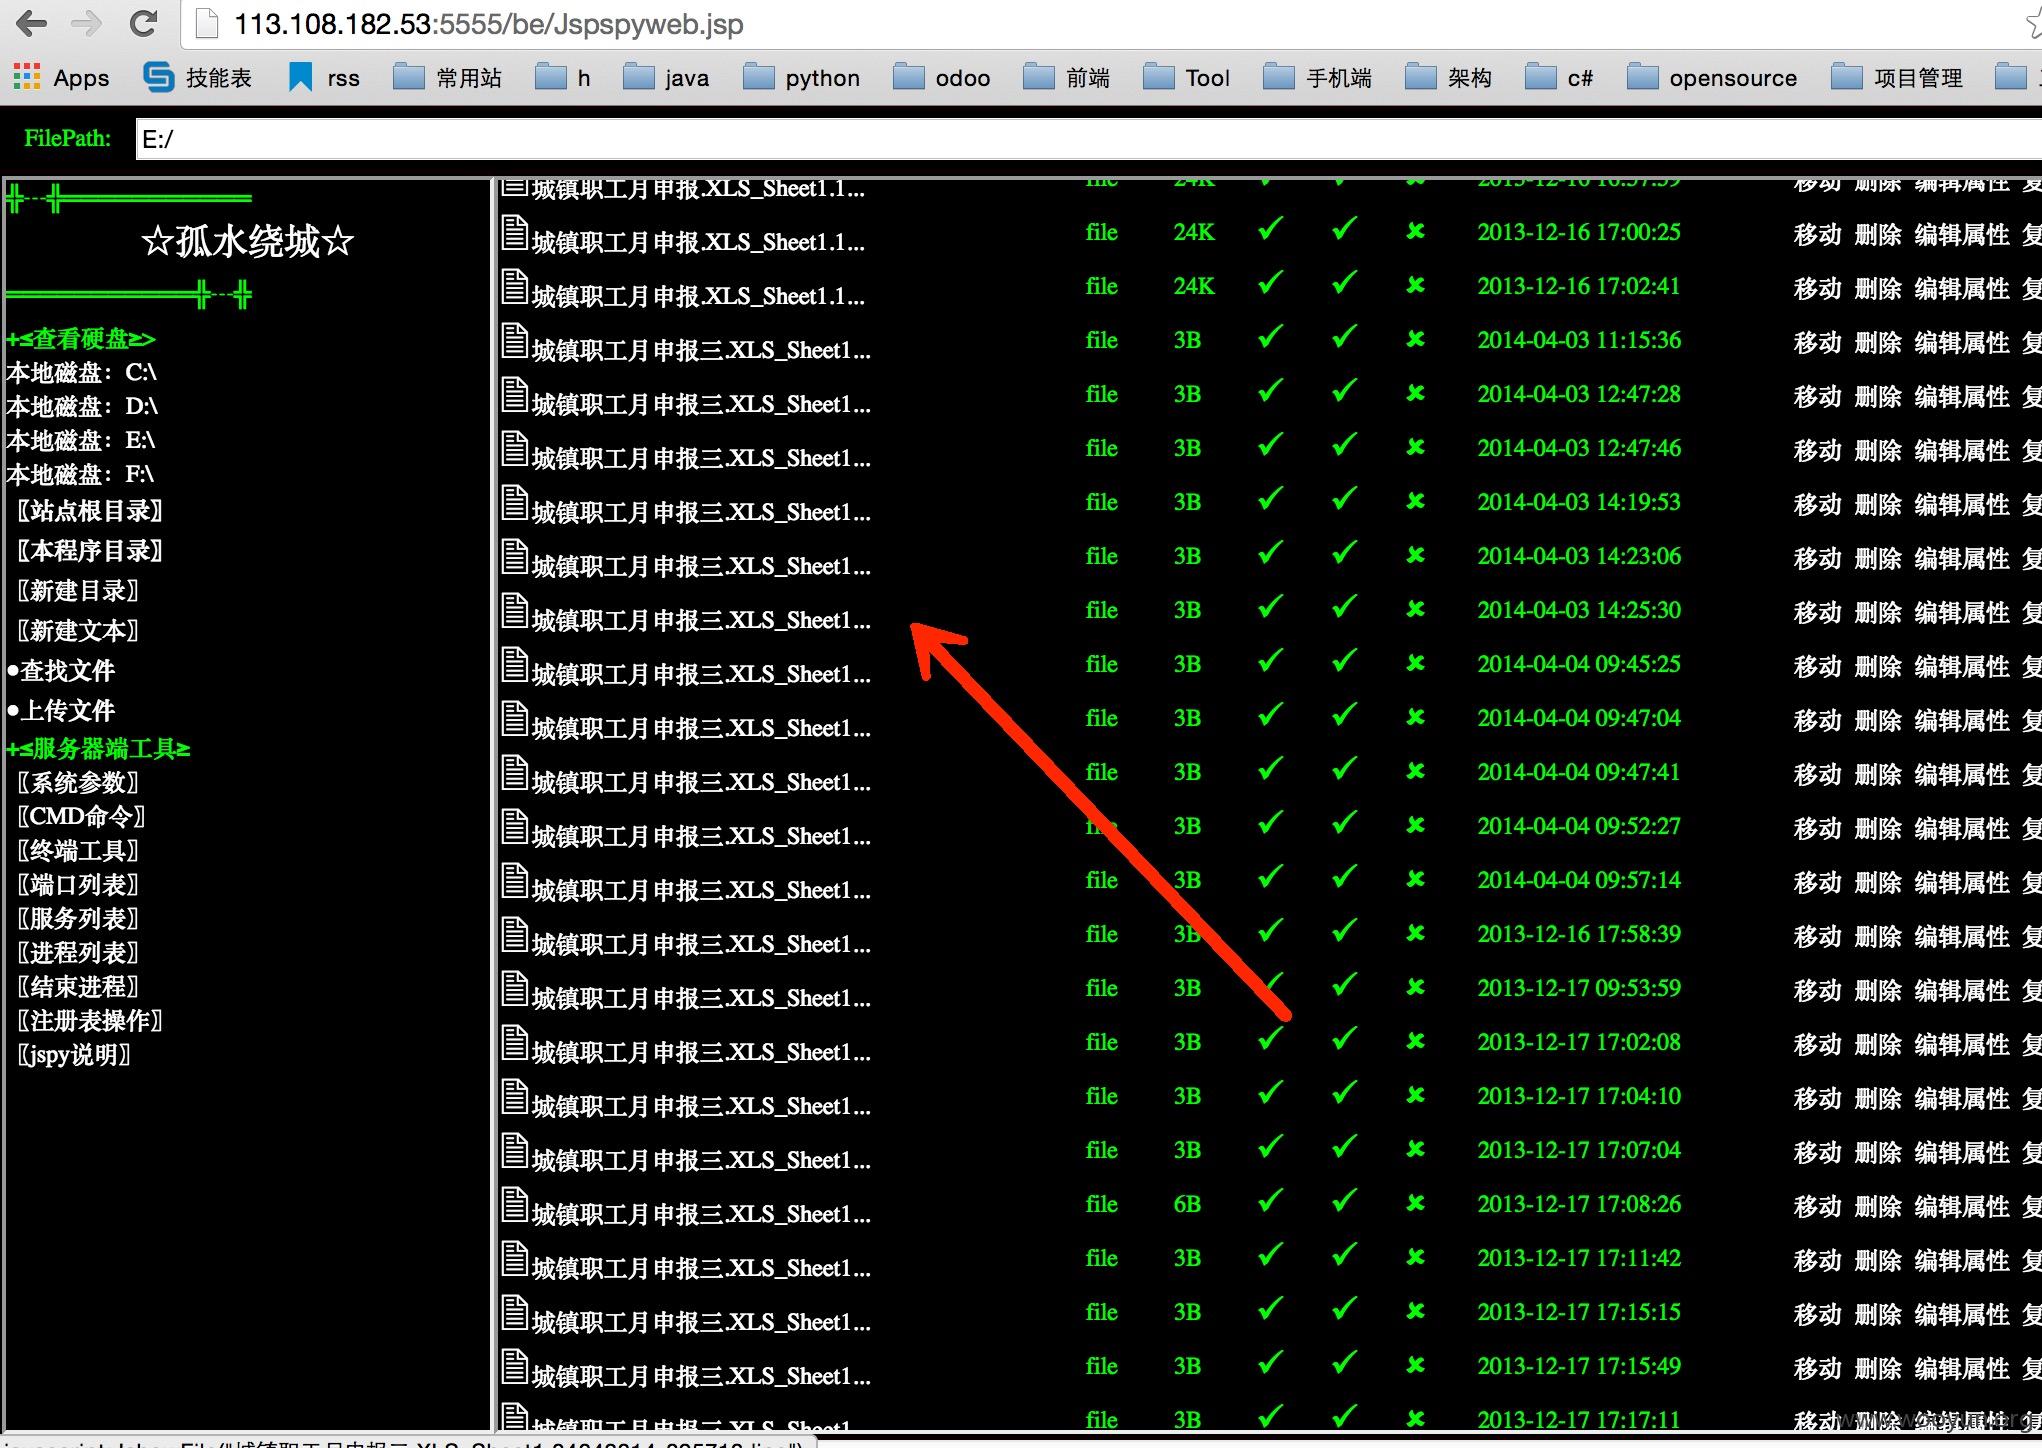 113.108.182.53:5555/be/Jspspyweb.jsp
Apps 技能表 rss 常用站 h java python odoo 前端 Tool 手机端 架构 c# opensource 项目管理
FilePath: E:/
☆孤水绕城☆
+≤查看硬盘≥>
本地磁盘：C:\
本地磁盘：D:\
本地磁盘：E:\
本地磁盘：F:\
〖站点根目录〗
〖本程序目录〗
〖新建目录〗
〖新建文本〗
●查找文件
●上传文件
+≤服务器端工具≥
〖系统参数〗
〖CMD命令〗
〖终端工具〗
〖端口列表〗
〖服务列表〗
〖进程列表〗
〖结束进程〗
〖注册表操作〗
〖jspy说明〗
城镇职工月申报.XLS_Sheet1.1... file 24K ✓ ✓ ✘ 2013-12-16 16:57:59 移动 删除 编辑属性 复
城镇职工月申报.XLS_Sheet1.1... file 24K ✓ ✓ ✘ 2013-12-16 17:00:25 移动 删除 编辑属性 复
城镇职工月申报.XLS_Sheet1.1... file 24K ✓ ✓ ✘ 2013-12-16 17:02:41 移动 删除 编辑属性 复
城镇职工月申报三.XLS_Sheet1... file 3B ✓ ✓ ✘ 2014-04-03 11:15:36 移动 删除 编辑属性 复
城镇职工月申报三.XLS_Sheet1... file 3B ✓ ✓ ✘ 2014-04-03 12:47:28 移动 删除 编辑属性 复
城镇职工月申报三.XLS_Sheet1... file 3B ✓ ✓ ✘ 2014-04-03 12:47:46 移动 删除 编辑属性 复
城镇职工月申报三.XLS_Sheet1... file 3B ✓ ✓ ✘ 2014-04-03 14:19:53 移动 删除 编辑属性 复
城镇职工月申报三.XLS_Sheet1... file 3B ✓ ✓ ✘ 2014-04-03 14:23:06 移动 删除 编辑属性 复
城镇职工月申报三.XLS_Sheet1... file 3B ✓ ✓ ✘ 2014-04-03 14:25:30 移动 删除 编辑属性 复
城镇职工月申报三.XLS_Sheet1... file 3B ✓ ✓ ✘ 2014-04-04 09:45:25 移动 删除 编辑属性 复
城镇职工月申报三.XLS_Sheet1... file 3B ✓ ✓ ✘ 2014-04-04 09:47:04 移动 删除 编辑属性 复
城镇职工月申报三.XLS_Sheet1... file 3B ✓ ✓ ✘ 2014-04-04 09:47:41 移动 删除 编辑属性 复
城镇职工月申报三.XLS_Sheet1... file 3B ✓ ✓ ✘ 2014-04-04 09:52:27 移动 删除 编辑属性 复
城镇职工月申报三.XLS_Sheet1... file 3B ✓ ✓ ✘ 2014-04-04 09:57:14 移动 删除 编辑属性 复
城镇职工月申报三.XLS_Sheet1... file 3B ✓ ✓ ✘ 2013-12-16 17:58:39 移动 删除 编辑属性 复
城镇职工月申报三.XLS_Sheet1... file 3B ✓ ✓ ✘ 2013-12-17 09:53:59 移动 删除 编辑属性 复
城镇职工月申报三.XLS_Sheet1... file 3B ✓ ✓ ✘ 2013-12-17 17:02:08 移动 删除 编辑属性 复
城镇职工月申报三.XLS_Sheet1... file 3B ✓ ✓ ✘ 2013-12-17 17:04:10 移动 删除 编辑属性 复
城镇职工月申报三.XLS_Sheet1... file 3B ✓ ✓ ✘ 2013-12-17 17:07:04 移动 删除 编辑属性 复
城镇职工月申报三.XLS_Sheet1... file 6B ✓ ✓ ✘ 2013-12-17 17:08:26 移动 删除 编辑属性 复
城镇职工月申报三.XLS_Sheet1... file 3B ✓ ✓ ✘ 2013-12-17 17:11:42 移动 删除 编辑属性 复
城镇职工月申报三.XLS_Sheet1... file 3B ✓ ✓ ✘ 2013-12-17 17:15:15 移动 删除 编辑属性 复
城镇职工月申报三.XLS_Sheet1... file 3B ✓ ✓ ✘ 2013-12-17 17:15:49 移动 删除 编辑属性 复
城镇职工月申报三.XLS_Sheet1... file 3B ✓ ✓ ✘ 2013-12-17 17:17:11 移动 删除 编辑属性 复